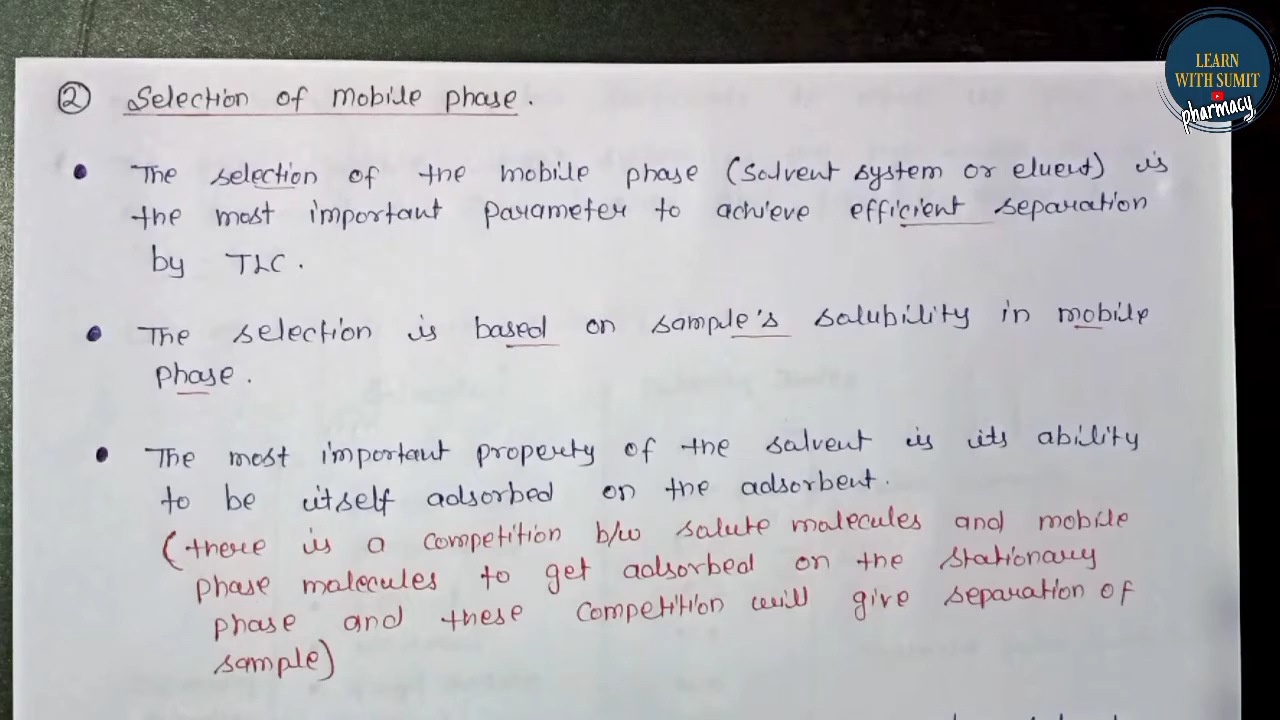 LEARN
WITH SUMIT
pharmacy
② Selection of mobile phase.
• The selection of the mobile phase (solvent system or eluent) is
the most important parameter to achieve efficient separation
by TLC.
• The selection is based on sample's solubility in mobile
phase.
• The most important property of the solvent is its ability
to be itself adsorbed on the adsorbent.
(there is a competition b/w solute molecules and mobile
phase molecules to get adsorbed on the stationary
phase and these competition will give separation of
sample)